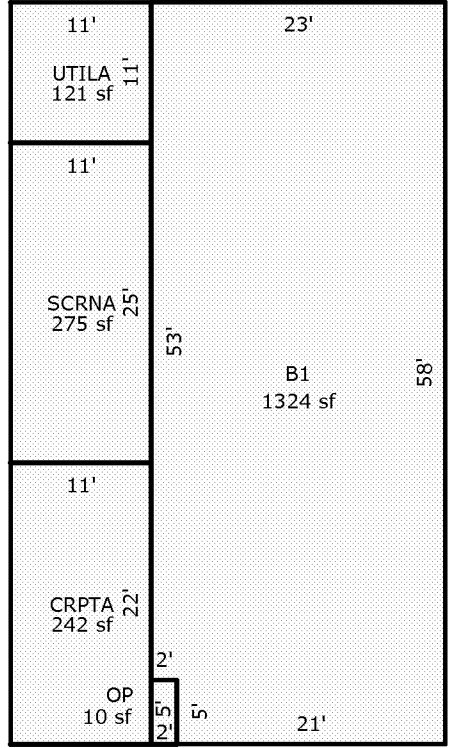 11'
23'
UTILA
121 sf
11'
11'
SCRNA
275 sf
25'
53'
B1
1324 sf
58'
11'
CRPTA
242 sf
22'
2'
OP
10 sf
5'
5'
2'
21'